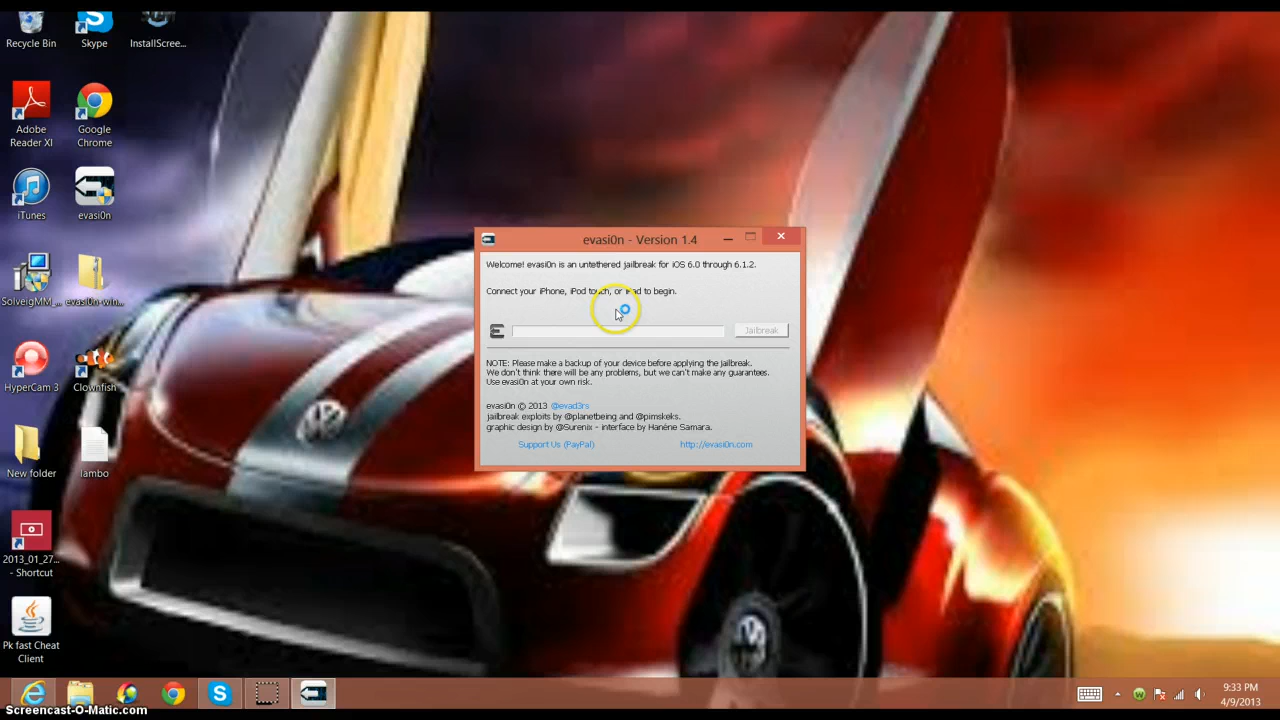 Recycle Bin
Skype
InstallScree...
Adobe
Reader XI
Google
Chrome
iTunes
evasi0n
SolveigMM_...
evasi0n-win...
HyperCam 3
Clownfish
New folder
lambo
2013_01_27...
- Shortcut
Pk fast Cheat
Client
evasi0n - Version 1.4
Welcome! evasi0n is an untethered jailbreak for iOS 6.0 through 6.1.2.
Connect your iPhone, iPod touch, or iPad to begin.
Jailbreak
NOTE: Please make a backup of your device before applying the jailbreak.
We don't think there will be any problems, but we can't make any guarantees.
Use evasi0n at your own risk.
evasi0n © 2013 @evad3rs
jailbreak exploits by @planetbeing and @pimskeks.
graphic design by @Surenix - interface by Hanéne Samara.
Support Us (PayPal)
http://evasi0n.com
9:33 PM
4/9/2013
Screencast-O-Matic.com